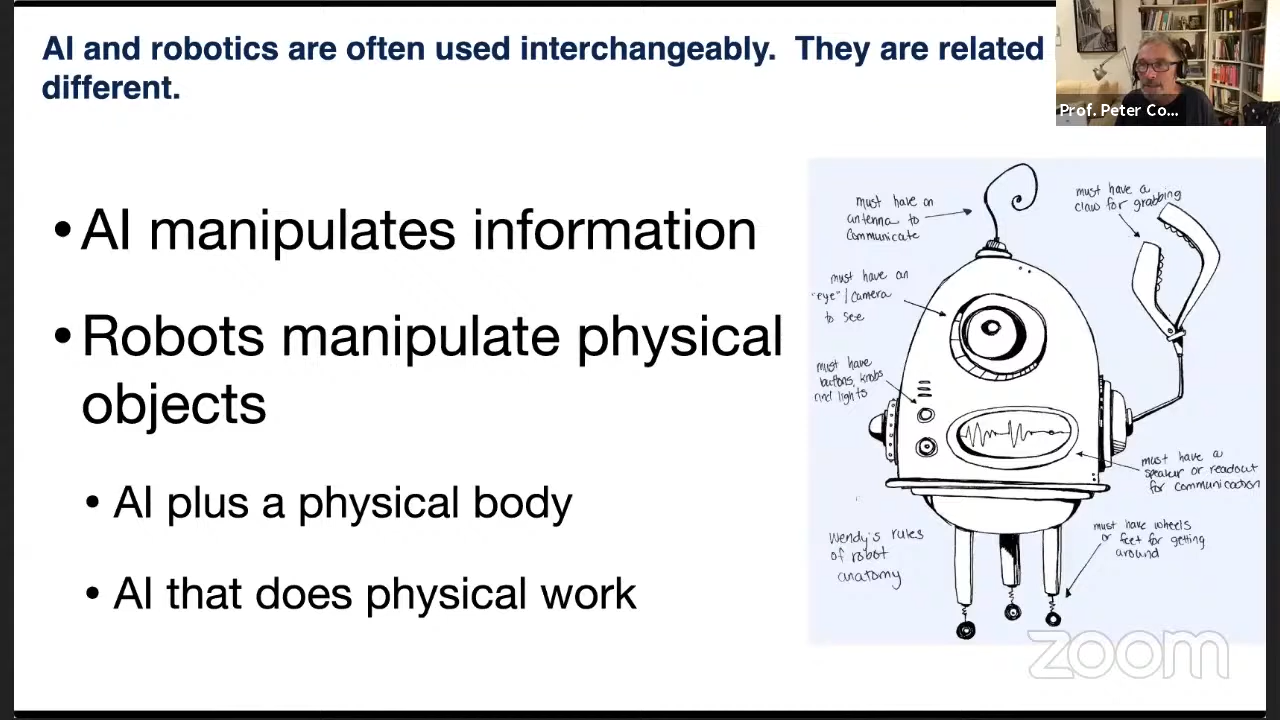 AI and robotics are often used interchangeably. They are related
different.
Prof. Peter Co...
• AI manipulates information
• Robots manipulate physical
objects
• AI plus a physical body
• AI that does physical work
must have an
antenna to
communicate
must have a
claw for grabbing
must have an
"eye"/camera
to see
must have
buttons, knobs
and lights
must have a
speaker or readout
for communication
must have wheels
or feet for getting
around
Wendy's rules
of robot
anatomy
zoom